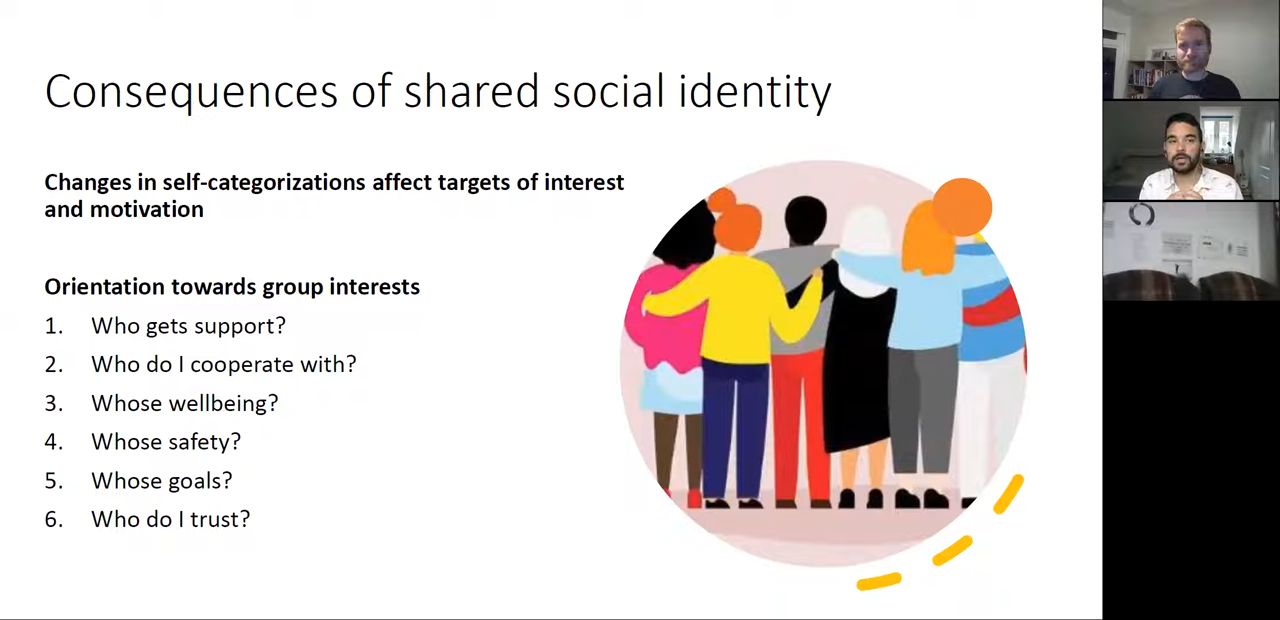 Consequences of shared social identity
Changes in self-categorizations affect targets of interest
and motivation
Orientation towards group interests
1. Who gets support?
2. Who do I cooperate with?
3. Whose wellbeing?
4. Whose safety?
5. Whose goals?
6. Who do I trust?